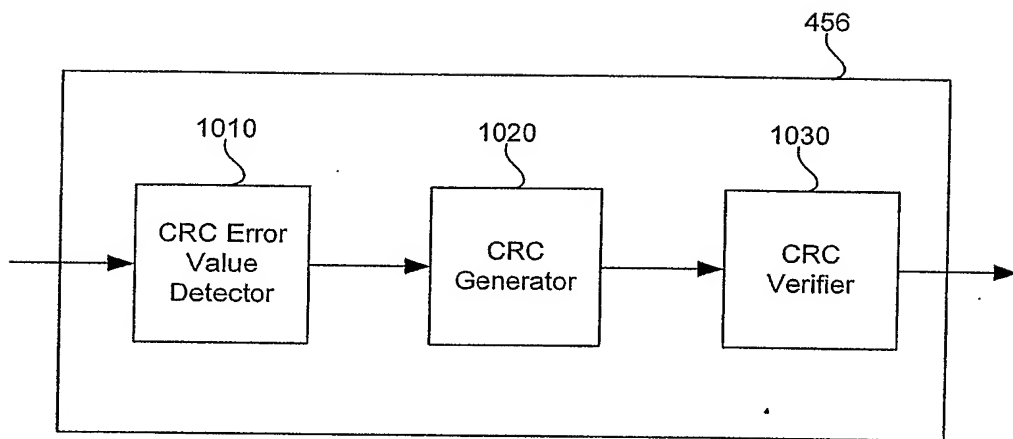 456
1010
1020
1030
CRC Error
Value
Detector
CRC
Generator
CRC
Verifier